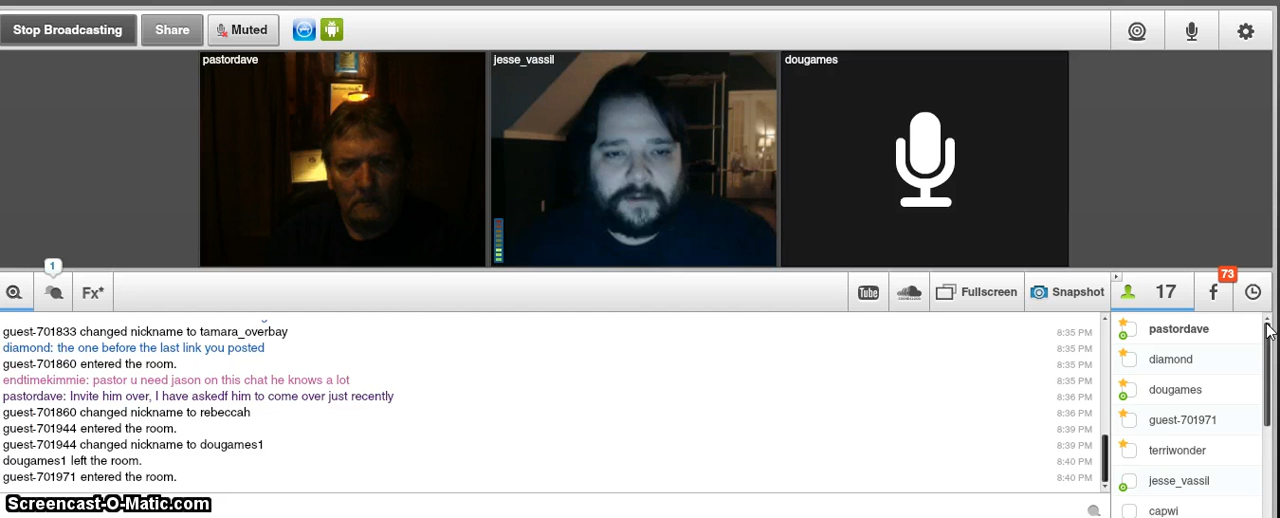 Stop Broadcasting
Share
Muted
pastordave
jesse_vassil
dougames
1
Fx*
You Tube
Fullscreen
Snapshot
17
73
f
guest-701833 changed nickname to tamara_overbay 8:35 PM
diamond: the one before the last link you posted 8:35 PM
guest-701860 entered the room. 8:35 PM
endtimekimmie: pastor u need jason on this chat he knows a lot 8:35 PM
pastordave: Invite him over, I have askedf him to come over just recently 8:36 PM
guest-701860 changed nickname to rebeccah 8:36 PM
guest-701944 entered the room. 8:39 PM
guest-701944 changed nickname to dougames1 8:39 PM
dougames1 left the room. 8:40 PM
guest-701971 entered the room. 8:40 PM
pastordave
diamond
dougames
guest-701971
terriwonder
jesse_vassil
capwi
Screencast-O-Matic.com